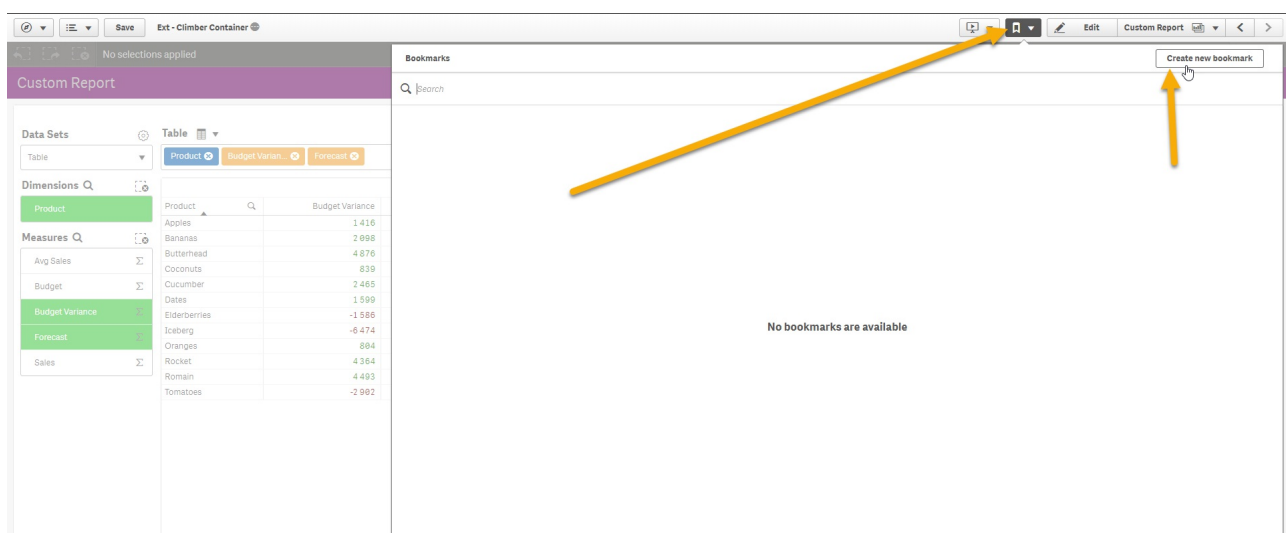 Save Ext - Climber Container Edit Custom Report
No selections applied
Bookmarks Create new bookmark
Custom Report
Search
Data Sets Table
Table Product Budget Varian... Forecast
Dimensions
Product Product Budget Variance
Apples 1 416
Measures Bananas 2 098
Avg Sales Σ Butterhead 4 876
Coconuts 839
Budget Σ Cucumber 2 465
Dates 1 599
Budget Variance Σ Elderberries -1 586
Iceberg -6 474
No bookmarks are available
Forecast Σ Oranges 804
Sales Σ Rocket 4 364
Romain 4 493
Tomatoes -2 902